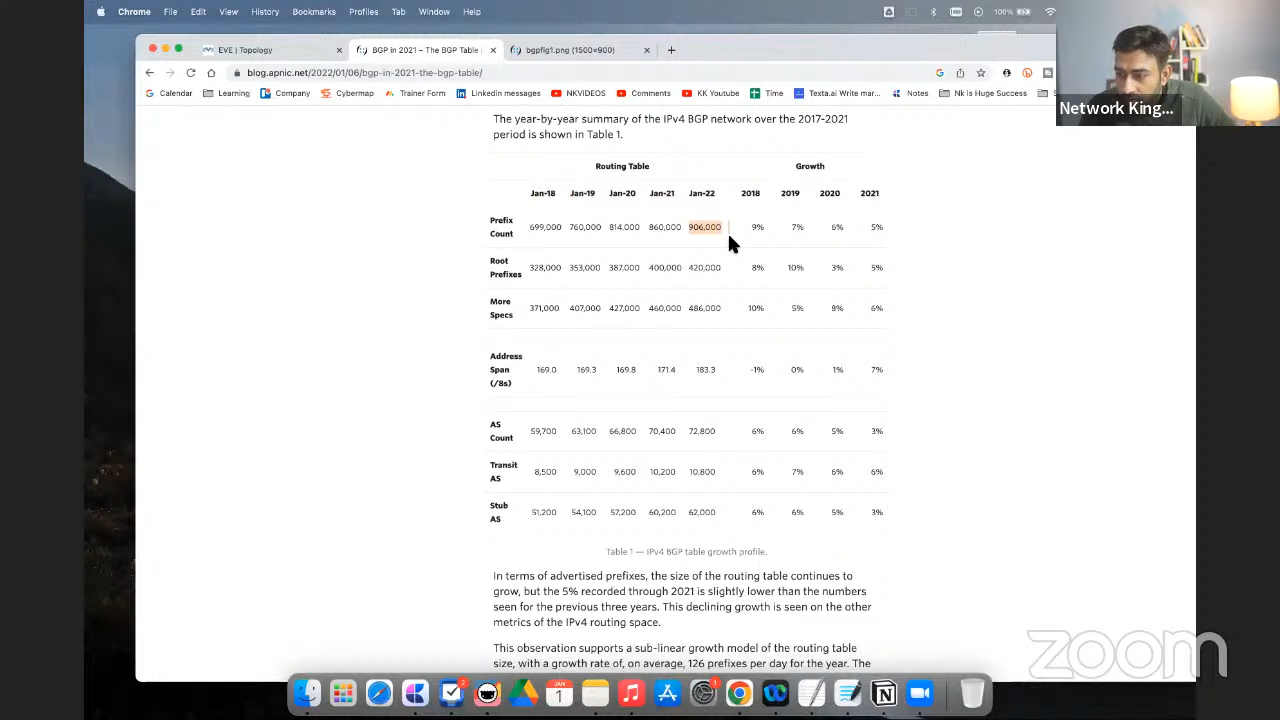 Chrome File Edit View History Bookmarks Profiles Tab Window Help 100%
EVE | Topology
BGP in 2021 – The BGP Table
bgpfig1.png (1500×900)
blog.apnic.net/2022/01/06/bgp-in-2021-the-bgp-table/
Calendar Learning Company Cybermap Trainer Form Linkedin messages NKVIDEOS Comments KK Youtube Time Texta.ai Write mar... Notes Nk is Huge Success
Network King...
The year-by-year summary of the IPv4 BGP network over the 2017-2021
period is shown in Table 1.
Routing Table Growth
Jan-18 Jan-19 Jan-20 Jan-21 Jan-22 2018 2019 2020 2021
Prefix Count 699,000 760,000 814,000 860,000 906,000 9% 7% 6% 5%
Root Prefixes 328,000 353,000 387,000 400,000 420,000 8% 10% 3% 5%
More Specs 371,000 407,000 427,000 460,000 486,000 10% 5% 8% 6%
Address Span (/8s) 169.0 169.3 169.8 171.4 183.3 -1% 0% 1% 7%
AS Count 59,700 63,100 66,800 70,400 72,800 6% 6% 5% 3%
Transit AS 8,500 9,000 9,600 10,200 10,800 6% 7% 6% 6%
Stub AS 51,200 54,100 57,200 60,200 62,000 6% 6% 5% 3%
Table 1 — IPv4 BGP table growth profile.
In terms of advertised prefixes, the size of the routing table continues to
grow, but the 5% recorded through 2021 is slightly lower than the numbers
seen for the previous three years. This declining growth is seen on the other
metrics of the IPv4 routing space.
This observation supports a sub-linear growth model of the routing table
size, with a growth rate of, on average, 126 prefixes per day for the year. The
zoom
2
JAN
1
1